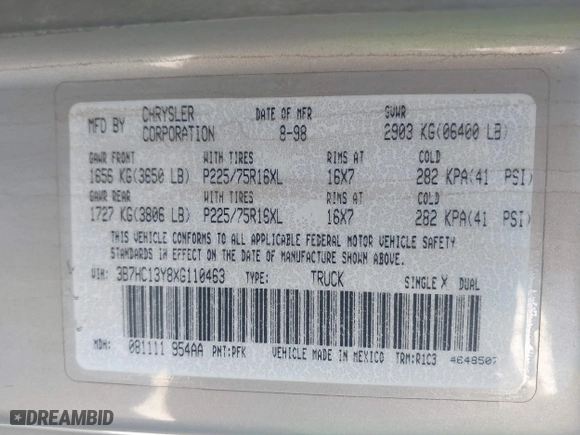 MFD BY CHRYSLER CORPORATION DATE OF MFR 8-98 GVWR 2903 KG(06400 LB)
GAWR FRONT WITH TIRES RIMS AT COLD
1656 KG(3650 LB) P225/75R16XL 16X7 282 KPA(41 PSI)
GAWR REAR WITH TIRES RIMS AT COLD
1727 KG(3806 LB) P225/75R16XL 16X7 282 KPA(41 PSI)
THIS VEHICLE CONFORMS TO ALL APPLICABLE FEDERAL MOTOR VEHICLE SAFETY
STANDARDS IN EFFECT ON THE DATE OF MANUFACTURE SHOWN ABOVE.
VIN: 3B7HC13Y8XG110463 TYPE: TRUCK SINGLE X DUAL
MDH: 081111 954AA PNT:PFK VEHICLE MADE IN MEXICO TRM:R1C3
DREAMBID